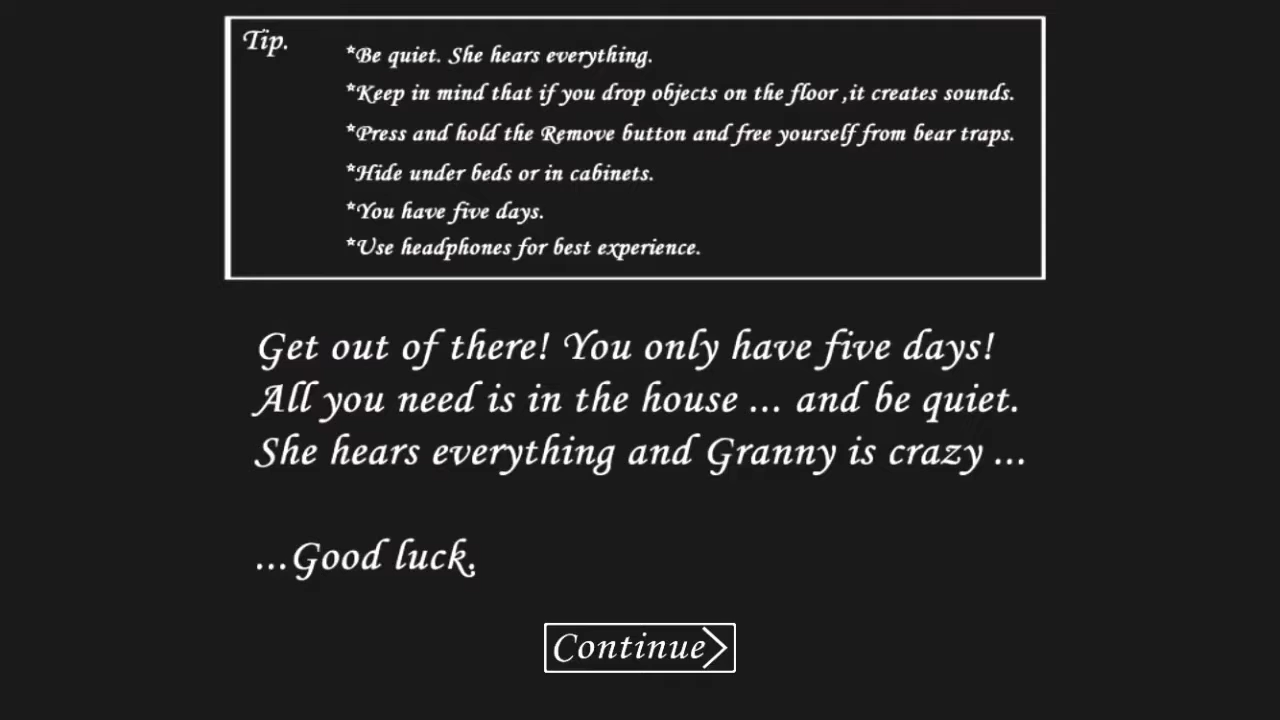 Tip.
*Be quiet. She hears everything.
*Keep in mind that if you drop objects on the floor ,it creates sounds.
*Press and hold the Remove button and free yourself from bear traps.
*Hide under beds or in cabinets.
*You have five days.
*Use headphones for best experience.
Get out of there! You only have five days!
All you need is in the house ... and be quiet.
She hears everything and Granny is crazy ...
...Good luck.
Continue>